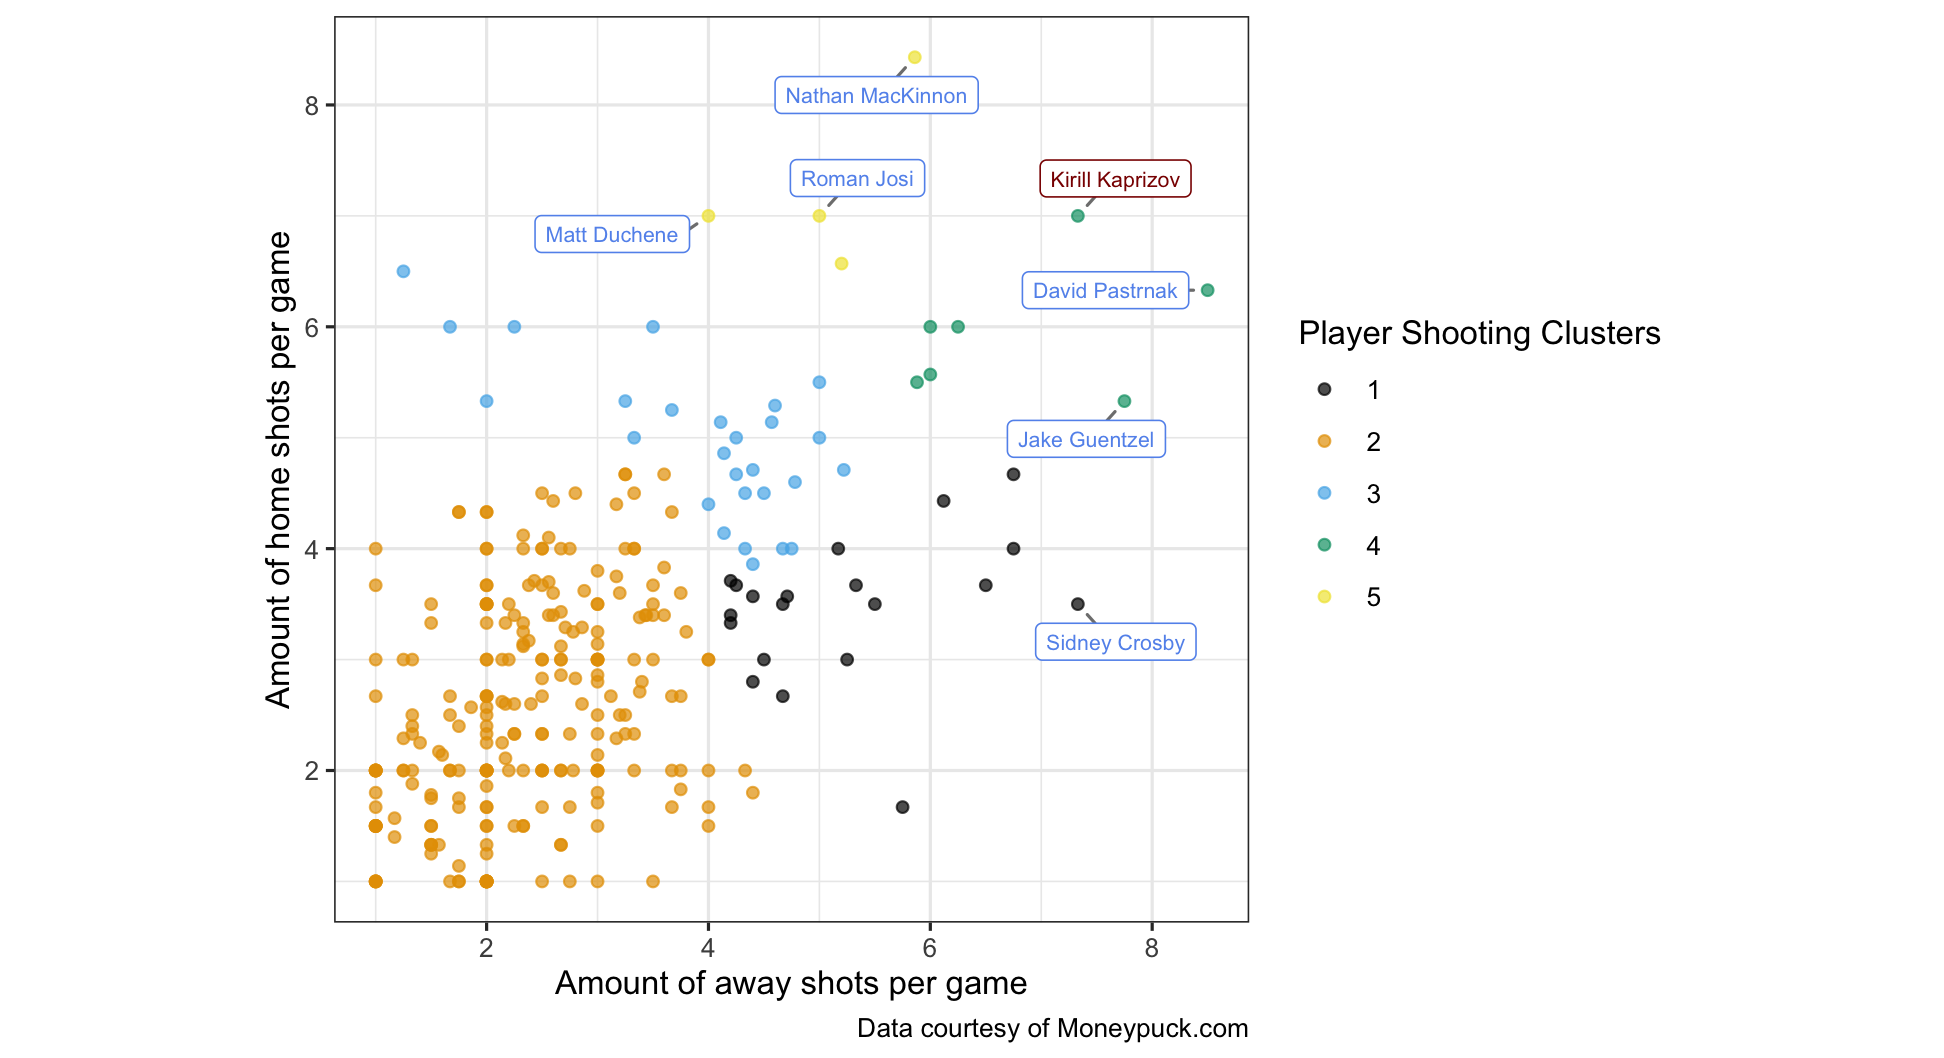 Nathan MacKinnon
8
Roman Josi
Kirill Kaprizov
Matt Duchene
David Pastrnak
6
Jake Guentzel
4
Sidney Crosby
2
Amount of home shots per game
2 4 6 8
Amount of away shots per game
Data courtesy of Moneypuck.com
Player Shooting Clusters
1
2
3
4
5